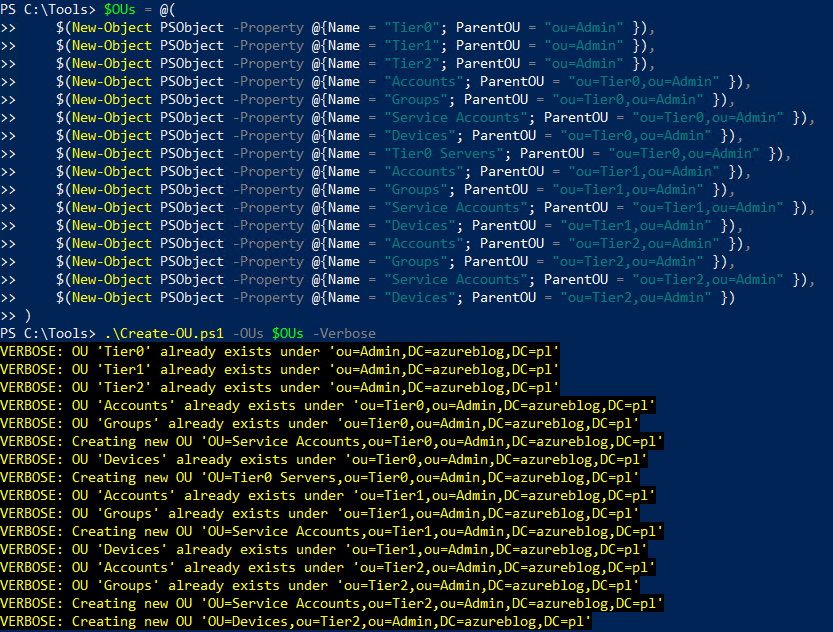 PS C:\Tools> $OUs = @(
>>     $(New-Object PSObject -Property @{Name = "Tier0"; ParentOU = "ou=Admin" }),
>>     $(New-Object PSObject -Property @{Name = "Tier1"; ParentOU = "ou=Admin" }),
>>     $(New-Object PSObject -Property @{Name = "Tier2"; ParentOU = "ou=Admin" }),
>>     $(New-Object PSObject -Property @{Name = "Accounts"; ParentOU = "ou=Tier0,ou=Admin" }),
>>     $(New-Object PSObject -Property @{Name = "Groups"; ParentOU = "ou=Tier0,ou=Admin" }),
>>     $(New-Object PSObject -Property @{Name = "Service Accounts"; ParentOU = "ou=Tier0,ou=Admin" }),
>>     $(New-Object PSObject -Property @{Name = "Devices"; ParentOU = "ou=Tier0,ou=Admin" }),
>>     $(New-Object PSObject -Property @{Name = "Tier0 Servers"; ParentOU = "ou=Tier0,ou=Admin" }),
>>     $(New-Object PSObject -Property @{Name = "Accounts"; ParentOU = "ou=Tier1,ou=Admin" }),
>>     $(New-Object PSObject -Property @{Name = "Groups"; ParentOU = "ou=Tier1,ou=Admin" }),
>>     $(New-Object PSObject -Property @{Name = "Service Accounts"; ParentOU = "ou=Tier1,ou=Admin" }),
>>     $(New-Object PSObject -Property @{Name = "Devices"; ParentOU = "ou=Tier1,ou=Admin" }),
>>     $(New-Object PSObject -Property @{Name = "Accounts"; ParentOU = "ou=Tier2,ou=Admin" }),
>>     $(New-Object PSObject -Property @{Name = "Groups"; ParentOU = "ou=Tier2,ou=Admin" }),
>>     $(New-Object PSObject -Property @{Name = "Service Accounts"; ParentOU = "ou=Tier2,ou=Admin" }),
>>     $(New-Object PSObject -Property @{Name = "Devices"; ParentOU = "ou=Tier2,ou=Admin" })
>> )
PS C:\Tools> .\Create-OU.ps1 -OUs $OUs -Verbose
VERBOSE: OU 'Tier0' already exists under 'ou=Admin,DC=azureblog,DC=pl'
VERBOSE: OU 'Tier1' already exists under 'ou=Admin,DC=azureblog,DC=pl'
VERBOSE: OU 'Tier2' already exists under 'ou=Admin,DC=azureblog,DC=pl'
VERBOSE: OU 'Accounts' already exists under 'ou=Tier0,ou=Admin,DC=azureblog,DC=pl'
VERBOSE: OU 'Groups' already exists under 'ou=Tier0,ou=Admin,DC=azureblog,DC=pl'
VERBOSE: Creating new OU 'OU=Service Accounts,ou=Tier0,ou=Admin,DC=azureblog,DC=pl'
VERBOSE: OU 'Devices' already exists under 'ou=Tier0,ou=Admin,DC=azureblog,DC=pl'
VERBOSE: Creating new OU 'OU=Tier0 Servers,ou=Tier0,ou=Admin,DC=azureblog,DC=pl'
VERBOSE: OU 'Accounts' already exists under 'ou=Tier1,ou=Admin,DC=azureblog,DC=pl'
VERBOSE: OU 'Groups' already exists under 'ou=Tier1,ou=Admin,DC=azureblog,DC=pl'
VERBOSE: Creating new OU 'OU=Service Accounts,ou=Tier1,ou=Admin,DC=azureblog,DC=pl'
VERBOSE: OU 'Devices' already exists under 'ou=Tier1,ou=Admin,DC=azureblog,DC=pl'
VERBOSE: OU 'Accounts' already exists under 'ou=Tier2,ou=Admin,DC=azureblog,DC=pl'
VERBOSE: OU 'Groups' already exists under 'ou=Tier2,ou=Admin,DC=azureblog,DC=pl'
VERBOSE: Creating new OU 'OU=Service Accounts,ou=Tier2,ou=Admin,DC=azureblog,DC=pl'
VERBOSE: Creating new OU 'OU=Devices,ou=Tier2,ou=Admin,DC=azureblog,DC=pl'